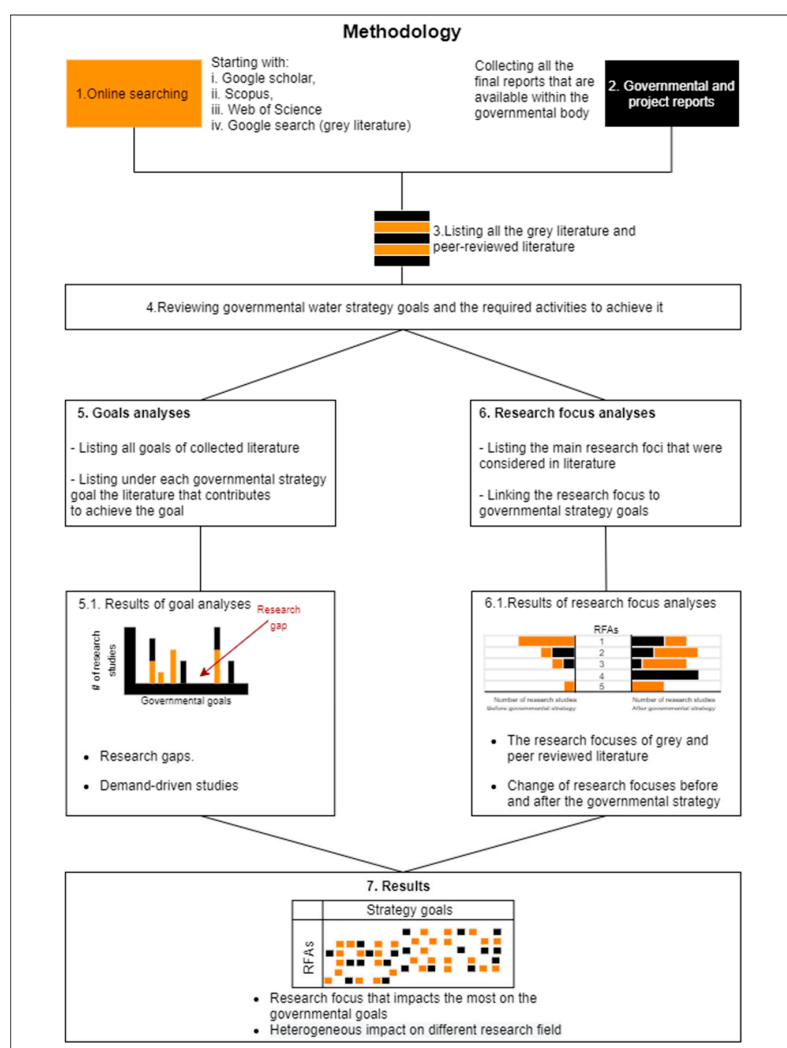 Methodology
1.Online searching
Starting with:
i. Google scholar,
ii. Scopus,
iii. Web of Science
iv. Google search (grey literature)
Collecting all the
final reports that are
available within the
governmental body
2. Governmental and
project reports
3.Listing all the grey literature and
peer-reviewed literature
4.Reviewing governmental water strategy goals and the required activities to achieve it
5. Goals analyses
- Listing all goals of collected literature
- Listing under each governmental strategy
goal the literature that contributes
to achieve the goal
6. Research focus analyses
- Listing the main research foci that were
considered in literature
- Linking the research focus to
governmental strategy goals
5.1. Results of goal analyses
Research
gap
# of research
studies
Governmental goals
• Research gaps.
• Demand-driven studies
6.1.Results of research focus analyses
RFAs
1
2
3
4
5
Number of research studies
Before governmental strategy
Number of research studies
After governmental strategy
• The research focuses of grey and
peer reviewed literature
• Change of research focuses before
and after the governmental strategy
7. Results
Strategy goals
RFAs
• Research focus that impacts the most on the
governmental goals
• Heterogeneous impact on different research field